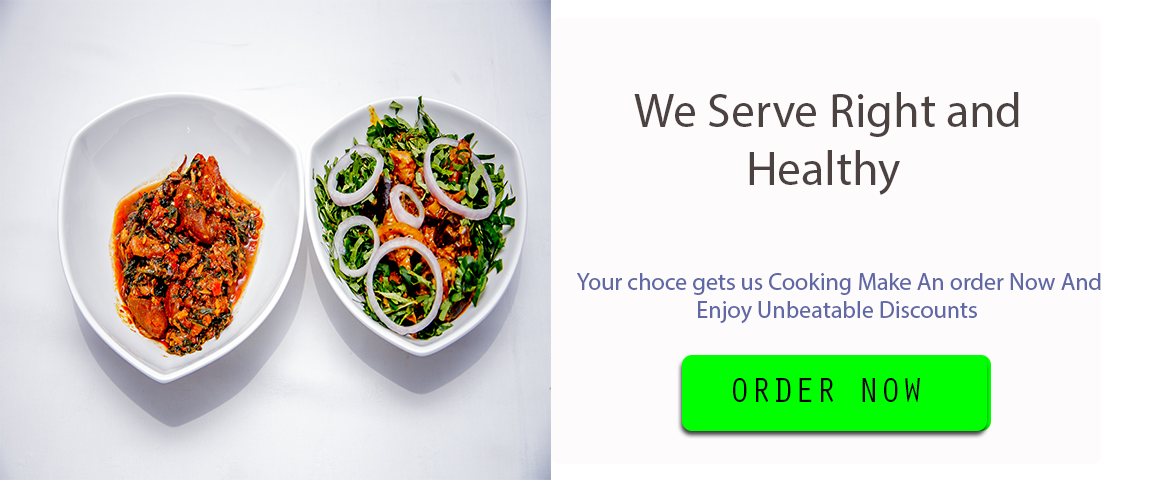 We Serve Right and
Healthy
Your choce gets us Cooking Make An order Now And
Enjoy Unbeatable Discounts
ORDER NOW